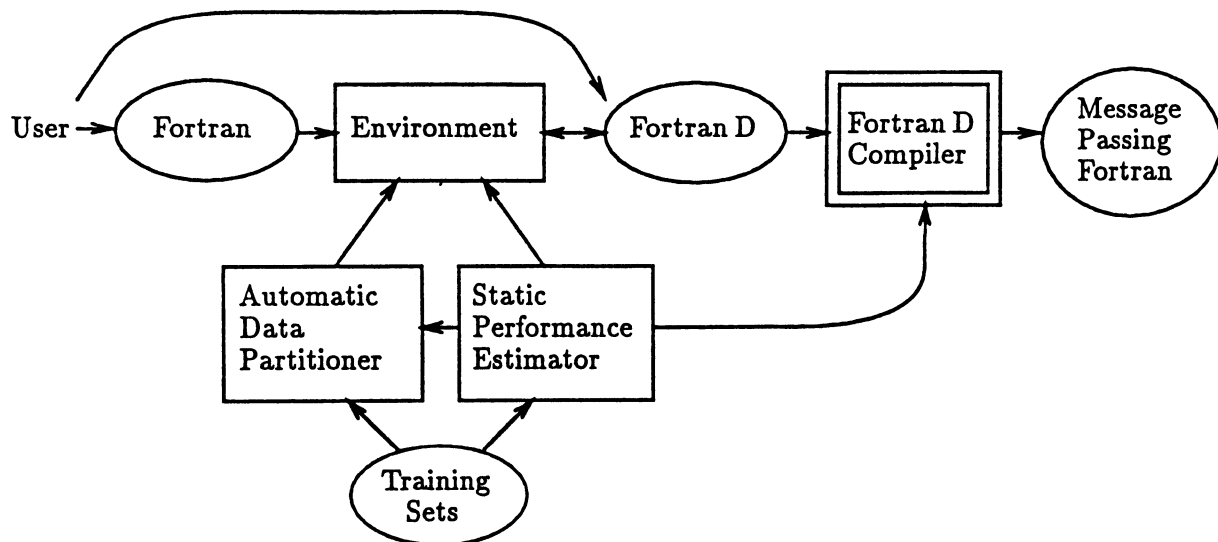 User
Fortran
Environment
Fortran D
Fortran D
Compiler
Message
Passing
Fortran
Automatic
Data
Partitioner
Static
Performance
Estimator
Training
Sets